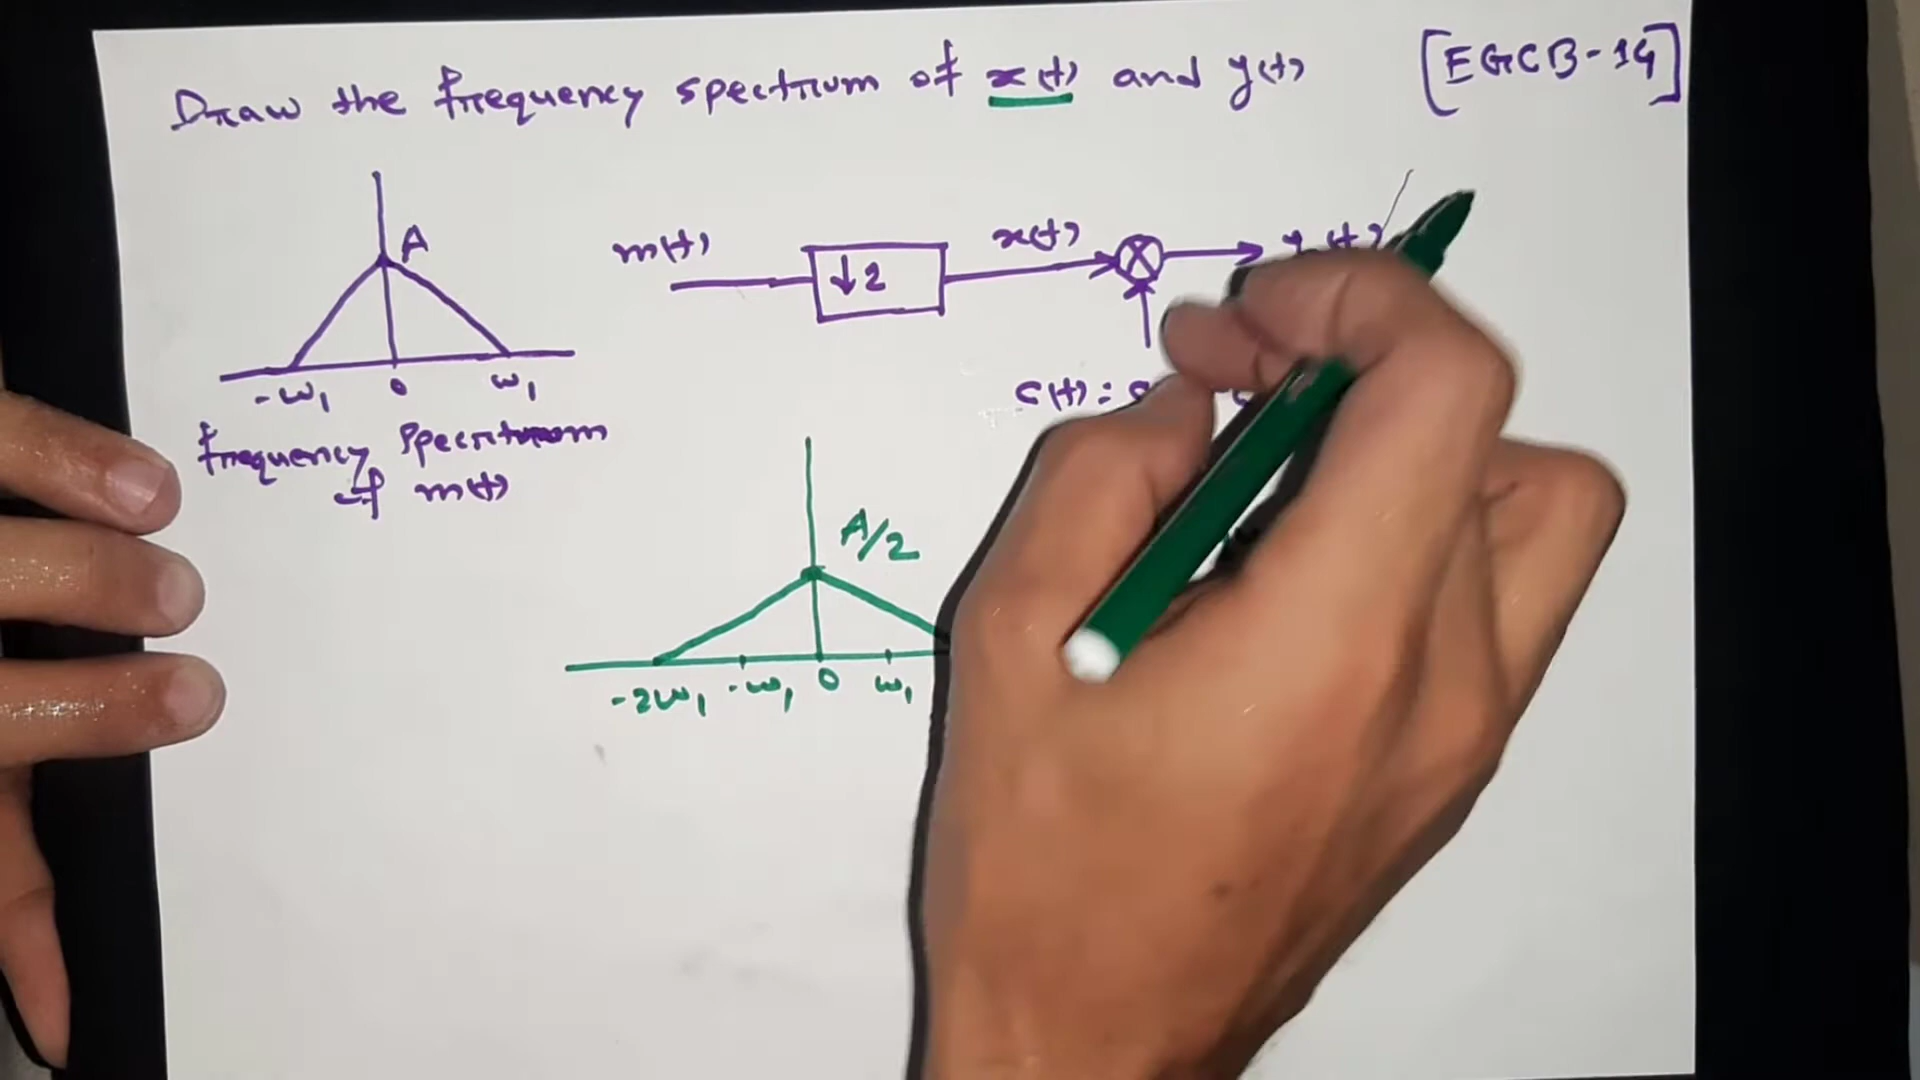 Draw the frequency spectrum of x(t) and y(t) [EGCB-14]
A
m(t) ↓2 x(t) y(t)
-ω₁ 0 ω₁
c(t):
frequency spectrum
of m(t)
A/2
-2ω₁ -ω₁ 0 ω₁